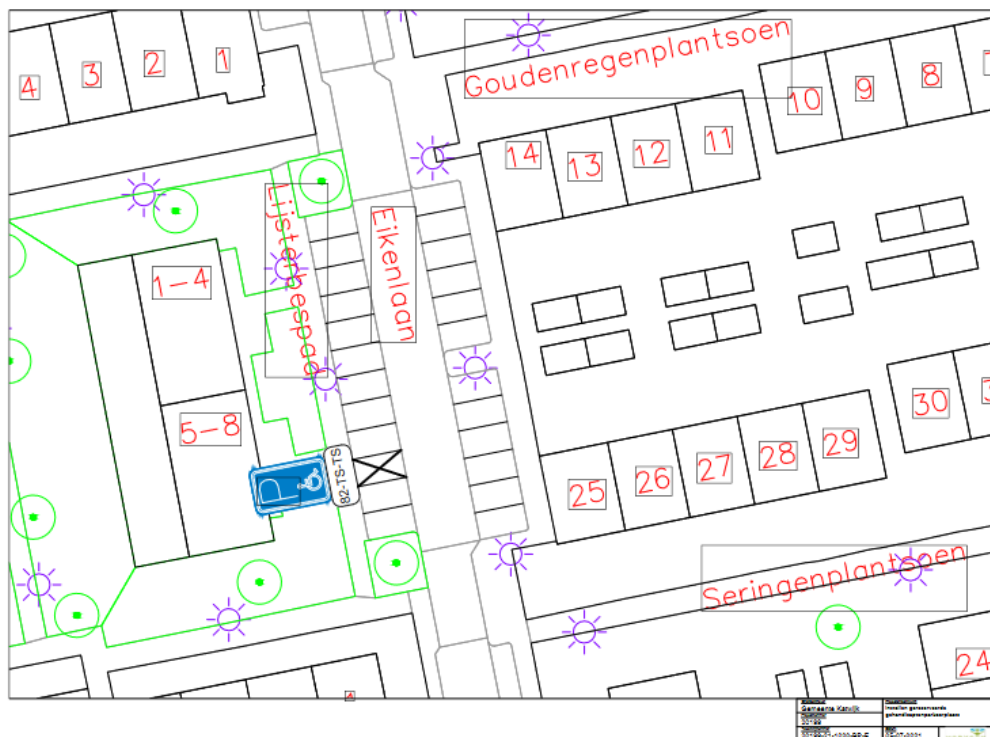 4
3
2
1
Goudenregenplantsoen
14
13
12
11
10
9
8
Lijsterbespad
Eikenlaan
1-4
5-8
P
82-TS-TS
25
26
27
28
29
30
Seringenplantsoen
24
Gemeente Katwijk